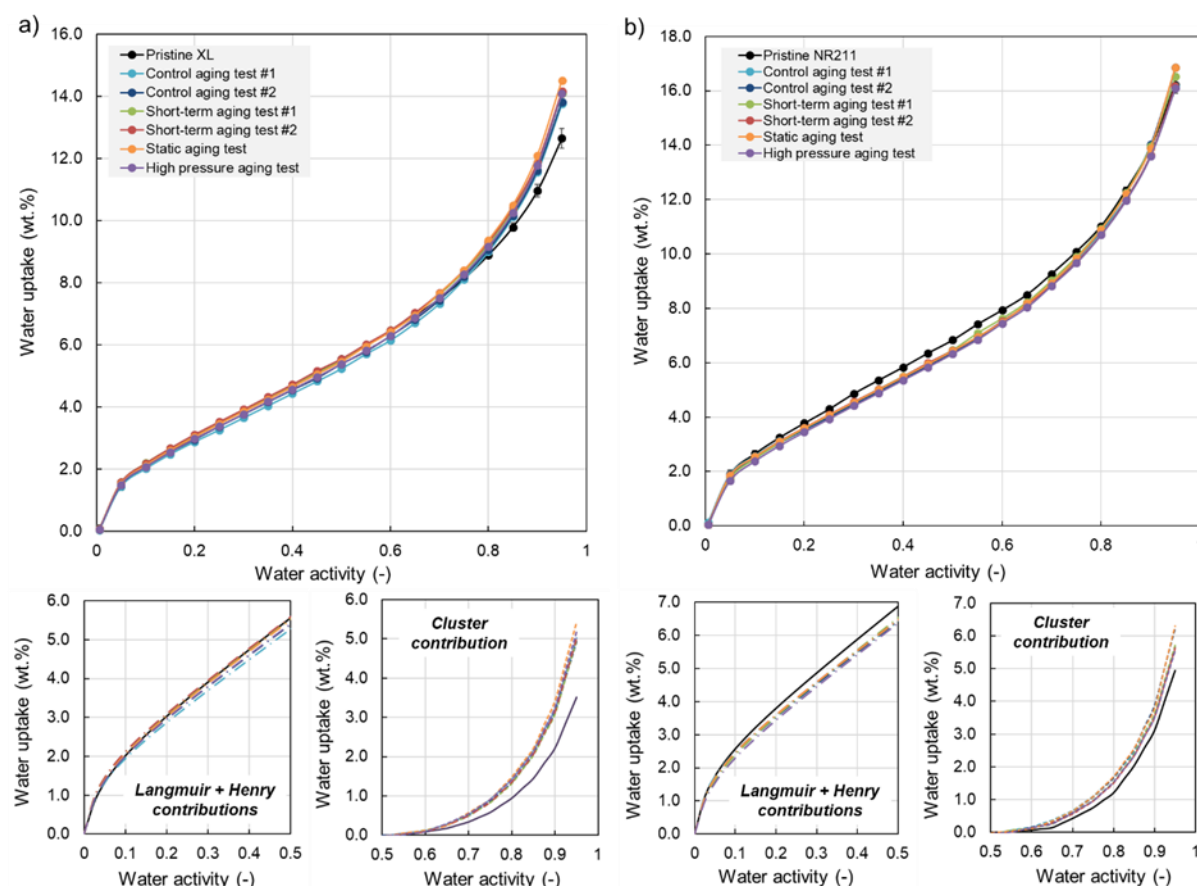 a)
16.0
14.0
12.0
10.0
8.0
6.0
4.0
2.0
0.0
Water uptake (wt.%)
Pristine XL
Control aging test #1
Control aging test #2
Short-term aging test #1
Short-term aging test #2
Static aging test
High pressure aging test
0 0.2 0.4 0.6 0.8 1
Water activity (-)
b)
18.0
16.0
14.0
12.0
10.0
8.0
6.0
4.0
2.0
0.0
Water uptake (wt.%)
Pristine NR211
Control aging test #1
Control aging test #2
Short-term aging test #1
Short-term aging test #2
Static aging test
High pressure aging test
0 0.2 0.4 0.6 0.8 1
Water activity (-)
6.0
5.0
4.0
3.0
2.0
1.0
0.0
Water uptake (wt.%)
Langmuir + Henry
contributions
0 0.1 0.2 0.3 0.4 0.5
Water activity (-)
6.0
5.0
4.0
3.0
2.0
1.0
0.0
Water uptake (wt.%)
Cluster
contribution
0.5 0.6 0.7 0.8 0.9 1
Water activity (-)
7.0
6.0
5.0
4.0
3.0
2.0
1.0
0.0
Water uptake (wt.%)
Langmuir + Henry
contributions
0 0.1 0.2 0.3 0.4 0.5
Water activity (-)
7.0
6.0
5.0
4.0
3.0
2.0
1.0
0.0
Water uptake (wt.%)
Cluster
contribution
0.5 0.6 0.7 0.8 0.9 1
Water activity (-)